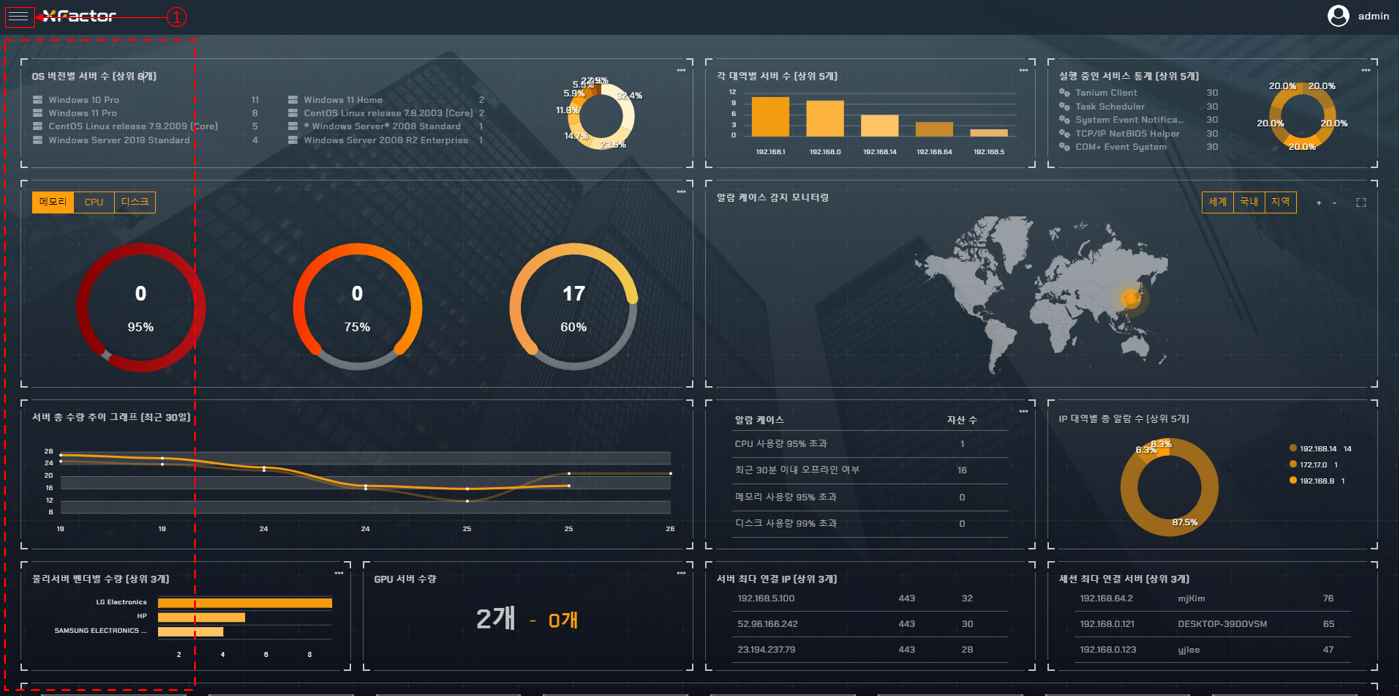 XFactor
①
admin
OS 버전별 서버 수 (상위 8개)
Windows 10 Pro 11
Windows 11 Pro 8
CentOS Linux release 7.9.2009 (Core) 5
Windows Server 2019 Standard 4
Windows 11 Home 2
CentOS Linux release 7.8.2003 (Core) 2
® Windows Server® 2008 Standard 1
Windows Server 2008 R2 Enterprise 1
5.9%
11.8%
14.7%
23.5%
32.4%
각 대역별 서버 수 (상위 5개)
12
9
6
3
0
192.168.1 192.168.0 192.168.14 192.168.64 192.168.5
실행 중인 서비스 통계 (상위 5개)
Tanium Client 30
Task Scheduler 30
System Event Notifica... 30
TCP/IP NetBIOS Helper 30
COM+ Event System 30
20.0% 20.0%
20.0% 20.0%
20.0%
메모리 CPU 디스크
0
95%
0
75%
17
60%
알람 케이스 감지 모니터링
세계 국내 지역 + -
서버 총 수량 추이 그래프 (최근 30일)
28
24
20
16
12
8
19 19 24 24 25 25 26
알람 케이스 자산 수
CPU 사용량 95% 초과 1
최근 30분 이내 오프라인 여부 16
메모리 사용량 95% 초과 0
디스크 사용량 99% 초과 0
IP 대역별 총 알람 수 (상위 5개)
6.3%
6.3%
87.5%
192.168.14 14
172.17.0 1
192.168.8 1
물리서버 벤더별 수량 (상위 3개)
LG Electronics
HP
SAMSUNG ELECTRONICS ...
2 4 6 8
GPU 서버 수량
2개 - 0개
서버 최다 연결 IP (상위 3개)
192.168.5.100 443 32
52.96.166.242 443 30
23.194.237.79 443 28
세션 최다 연결 서버 (상위 3개)
192.168.64.2 mjKim 76
192.168.0.121 DESKTOP-39DOVSM 65
192.168.0.123 yjlee 47